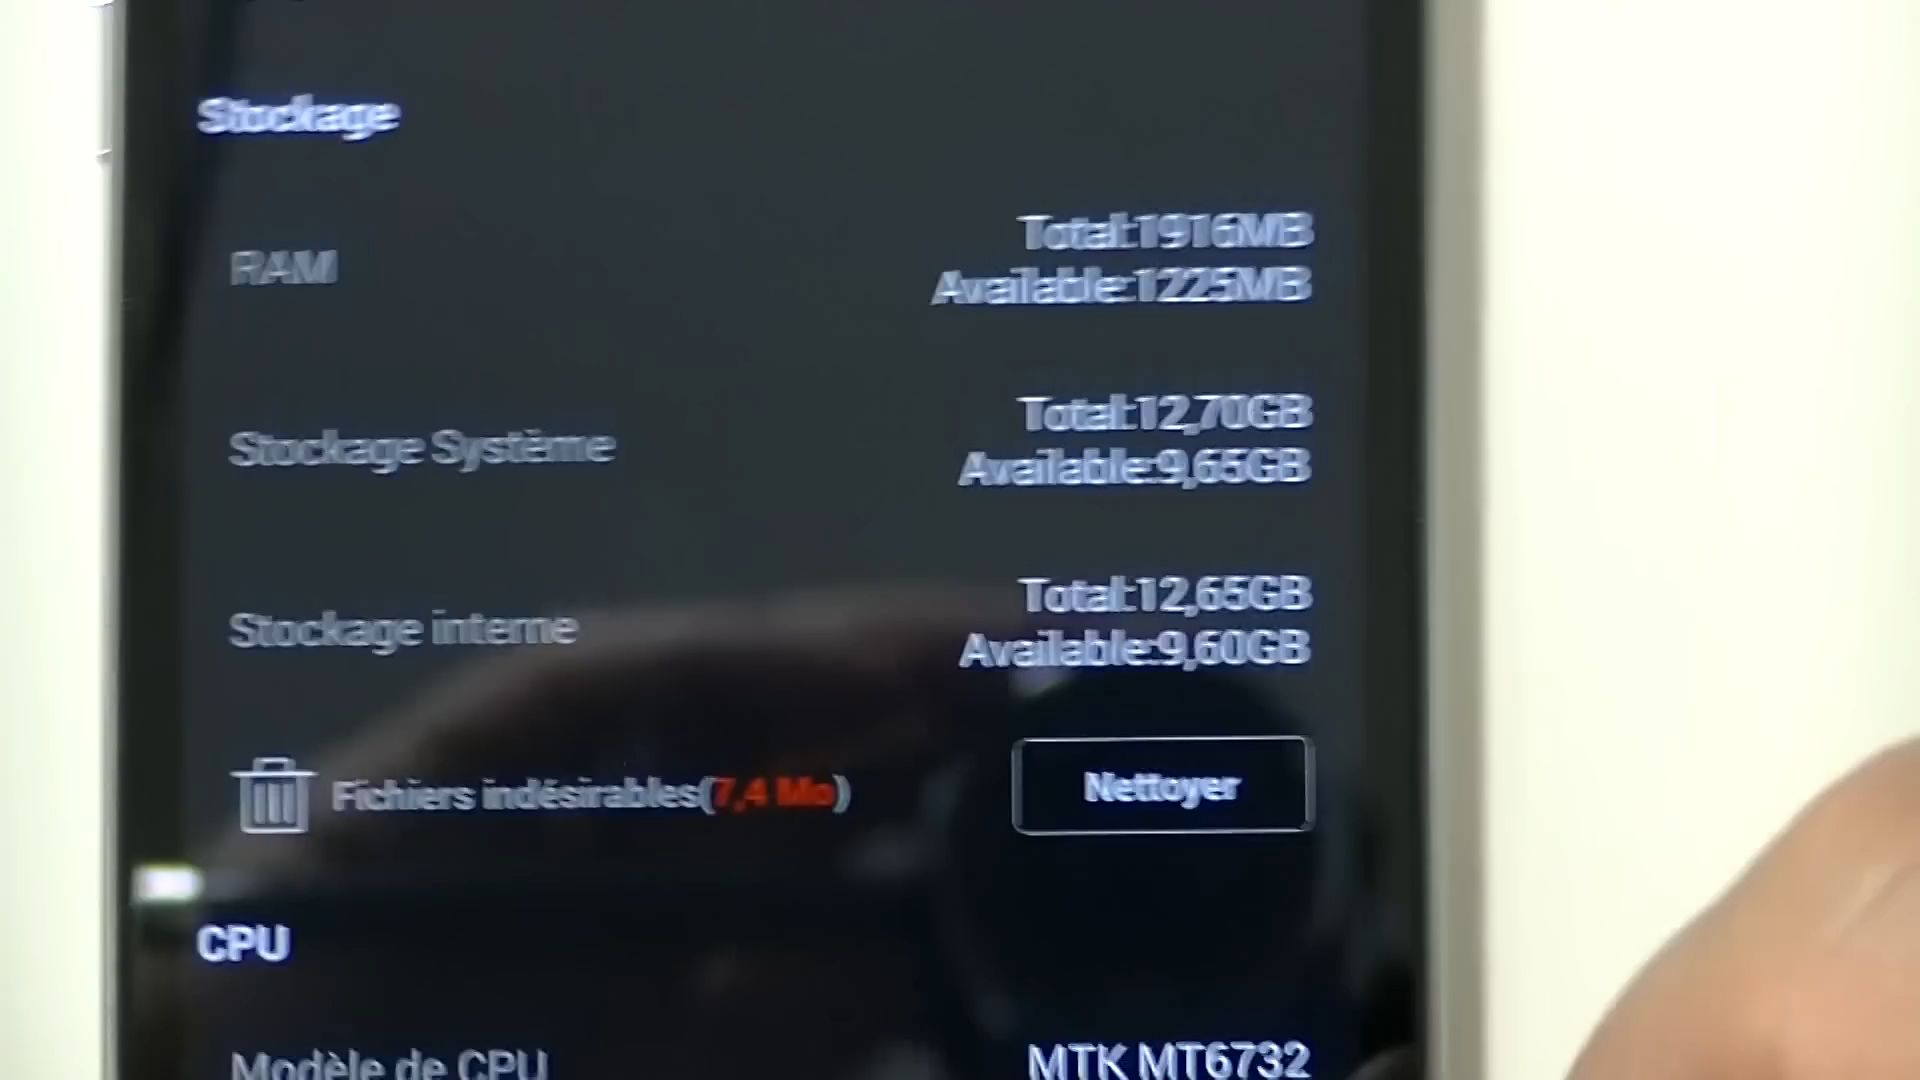 Stockage
RAM
Total:1916MB
Available:1225MB
Stockage Système
Total:12,70GB
Available:9,65GB
Stockage interne
Total:12,65GB
Available:9,60GB
Fichiers indésirables(7,4 Mo)
Nettoyer
CPU
Modèle de CPU
MTK MT6732